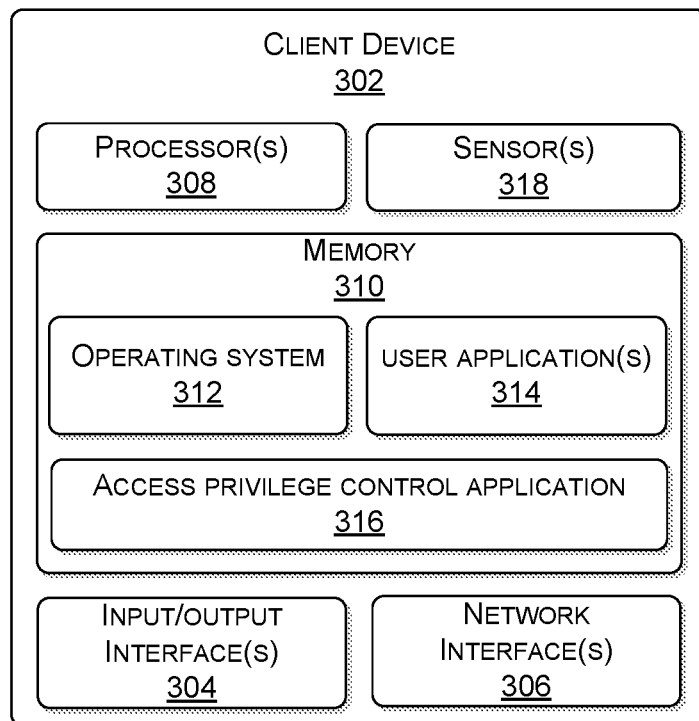 CLIENT DEVICE
302
PROCESSOR(S)
308
SENSOR(S)
318
MEMORY
310
OPERATING SYSTEM
312
USER APPLICATION(S)
314
ACCESS PRIVILEGE CONTROL APPLICATION
316
INPUT/OUTPUT
INTERFACE(S)
304
NETWORK
INTERFACE(S)
306